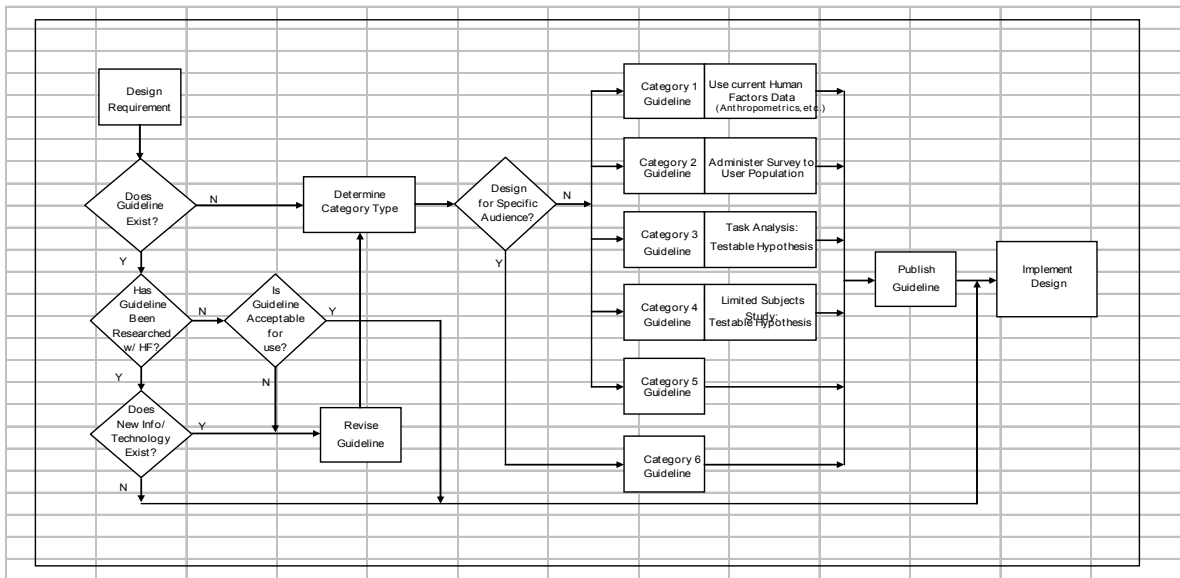 Design
Requirement
Does
Guideline
Exist?
N
Y
Determine
Category Type
Design
for Specific
Audience?
N
Y
Has
Guideline
Been
Researched
w/ HF?
N
Y
Is
Guideline
Acceptable
for
use?
Y
N
Does
New Info/
Technology
Exist?
Y
N
Revise
Guideline
Category 1
Guideline
Use current Human
Factors Data
(Anthropometrics, etc.)
Category 2
Guideline
Administer Survey to
User Population
Category 3
Guideline
Task Analysis:
Testable Hypothesis
Category 4
Guideline
Limited Subjects
Study:
Testable Hypothesis
Category 5
Guideline
Category 6
Guideline
Publish
Guideline
Implement
Design